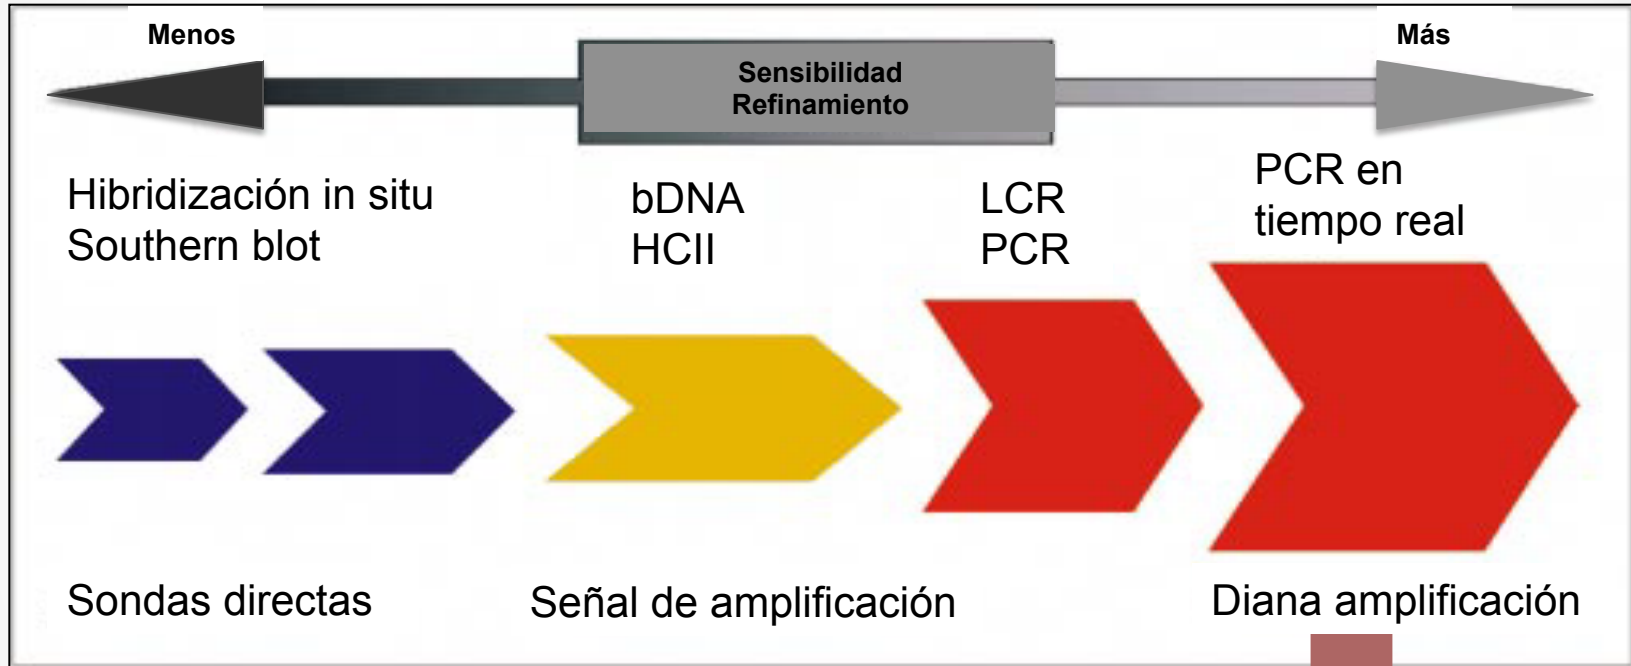 Menos
Más
Sensibilidad
Refinamiento
Hibridización in situ
Southern blot
bDNA
HCII
LCR
PCR
PCR en
tiempo real
Sondas directas
Señal de amplificación
Diana amplificación